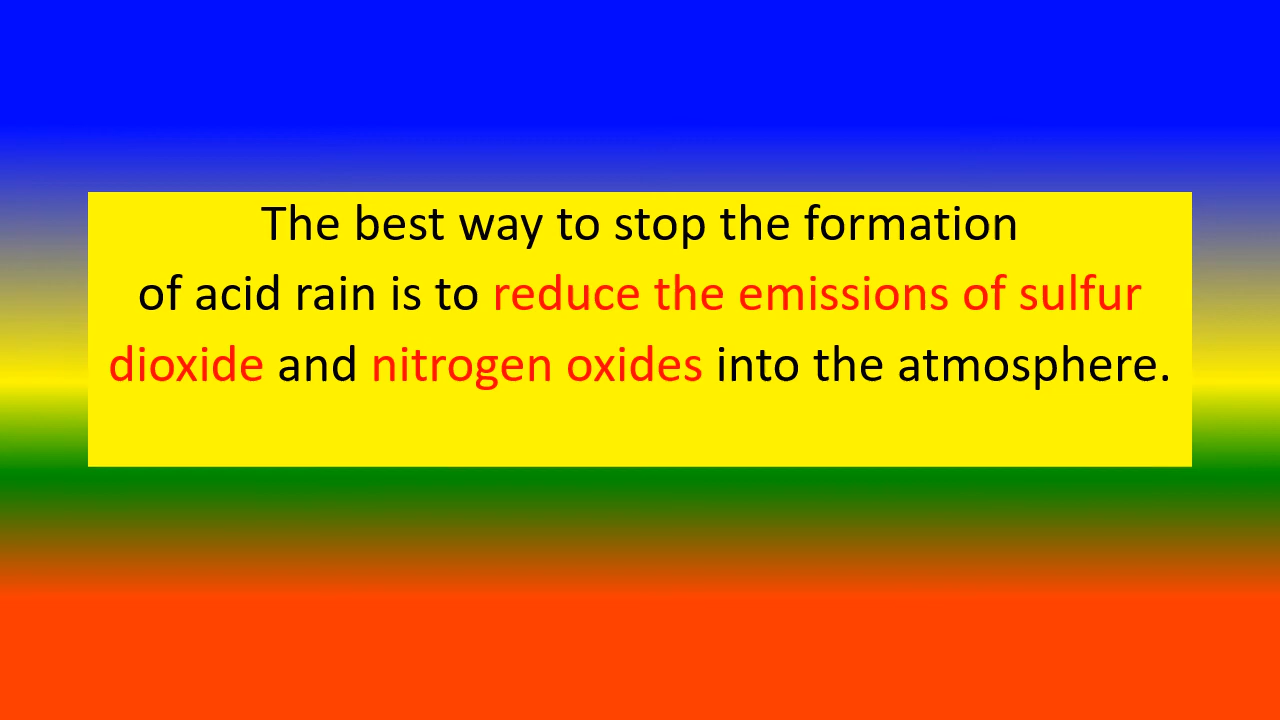 The best way to stop the formation
of acid rain is to reduce the emissions of sulfur
dioxide and nitrogen oxides into the atmosphere.